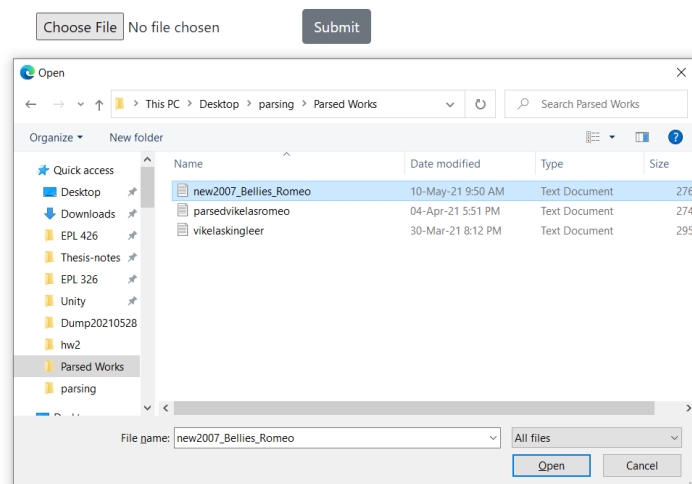 Choose File No file chosen Submit
Open
This PC Desktop parsing Parsed Works Search Parsed Works
Organize New folder
Name Date modified Type Size
Quick access
Desktop
Downloads
EPL 426
Thesis-notes
EPL 326
Unity
Dump20210528
hw2
Parsed Works
parsing
new2007_Bellies_Romeo 10-May-21 9:50 AM Text Document 276
parsedvikelasromeo 04-Apr-21 5:51 PM Text Document 274
vikelaskingleer 30-Mar-21 8:12 PM Text Document 295
File name: new2007_Bellies_Romeo All files
Open Cancel